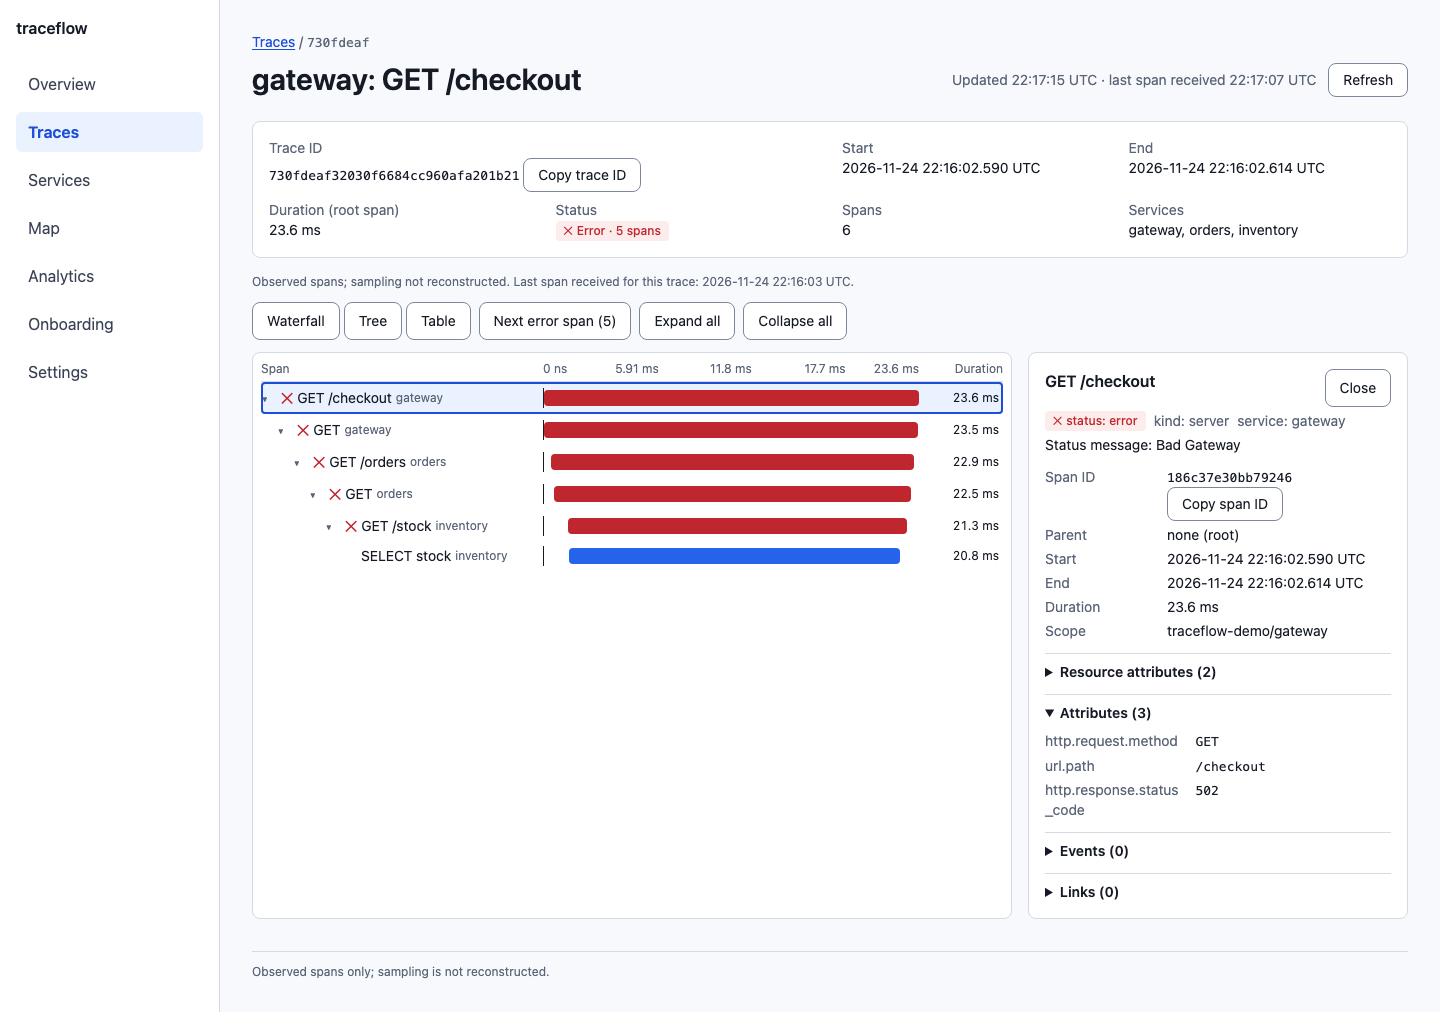 traceflow
Overview
Traces
Services
Map
Analytics
Onboarding
Settings
Traces / 730fdeaf
gateway: GET /checkout
Updated 22:17:15 UTC · last span received 22:17:07 UTC
Refresh
Trace ID
730fdeaf32030f6684cc960afa201b21
Copy trace ID
Start
2026-11-24 22:16:02.590 UTC
End
2026-11-24 22:16:02.614 UTC
Duration (root span)
23.6 ms
Status
Error · 5 spans
Spans
6
Services
gateway, orders, inventory
Observed spans; sampling not reconstructed. Last span received for this trace: 2026-11-24 22:16:03 UTC.
Waterfall
Tree
Table
Next error span (5)
Expand all
Collapse all
Span 0 ns 5.91 ms 11.8 ms 17.7 ms 23.6 ms Duration
GET /checkout gateway 23.6 ms
GET gateway 23.5 ms
GET /orders orders 22.9 ms
GET orders 22.5 ms
GET /stock inventory 21.3 ms
SELECT stock inventory 20.8 ms
GET /checkout
Close
status: error kind: server service: gateway
Status message: Bad Gateway
Span ID 186c37e30bb79246
Copy span ID
Parent none (root)
Start 2026-11-24 22:16:02.590 UTC
End 2026-11-24 22:16:02.614 UTC
Duration 23.6 ms
Scope traceflow-demo/gateway
Resource attributes (2)
Attributes (3)
http.request.method GET
url.path /checkout
http.response.status 502
_code
Events (0)
Links (0)
Observed spans only; sampling is not reconstructed.